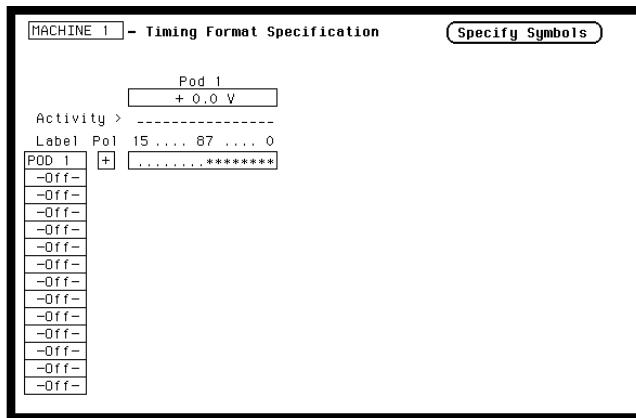 MACHINE 1 - Timing Format Specification Specify Symbols
Pod 1
+ 0.0 V
Activity > ----------------
Label Pol 15 .... 87 .... 0
POD 1 + ........********
-Off-
-Off-
-Off-
-Off-
-Off-
-Off-
-Off-
-Off-
-Off-
-Off-
-Off-
-Off-
-Off-